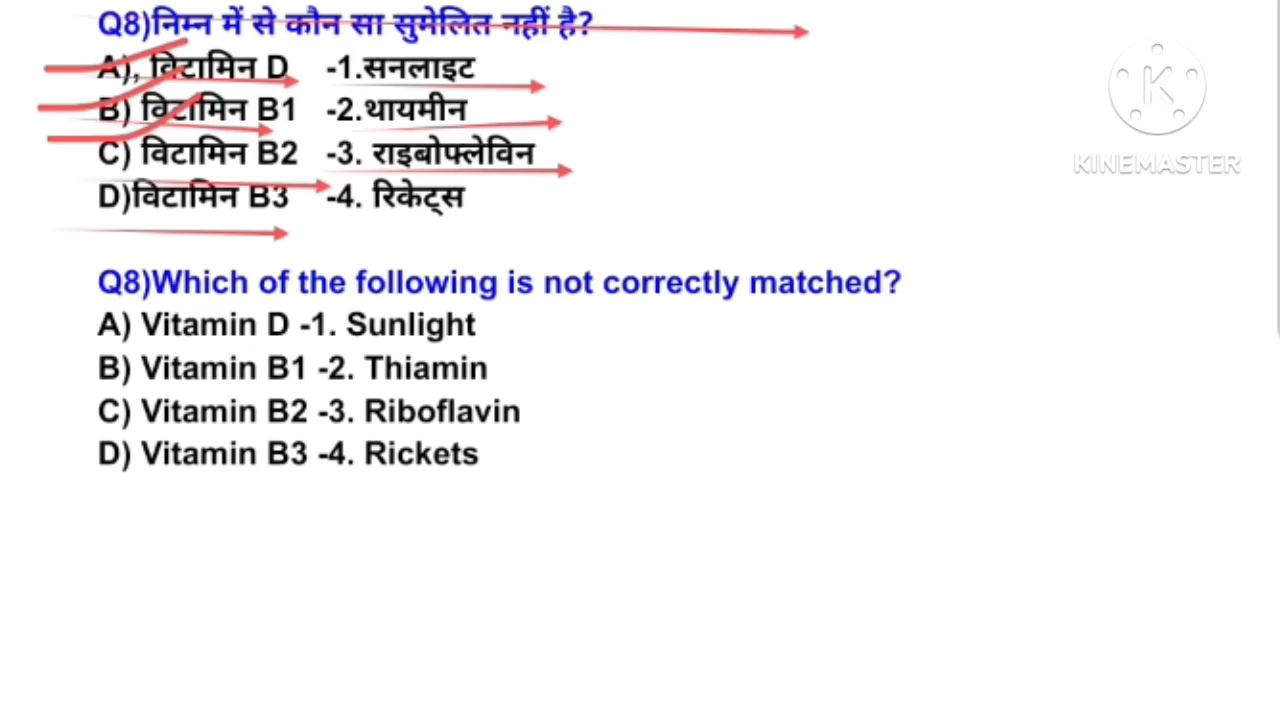 Q8)निम्न में से कौन सा सुमेलित नहीं है?
A), विटामिन D -1.सनलाइट
B) विटामिन B1 -2.थायमीन
C) विटामिन B2 -3. राइबोफ्लेविन
D)विटामिन B3 -4. रिकेट्स
Q8)Which of the following is not correctly matched?
A) Vitamin D -1. Sunlight
B) Vitamin B1 -2. Thiamin
C) Vitamin B2 -3. Riboflavin
D) Vitamin B3 -4. Rickets
K
KINEMASTER